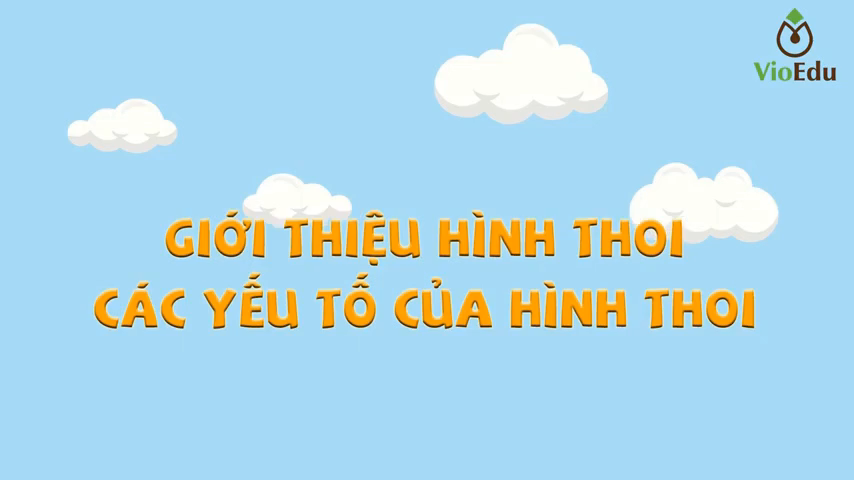 VioEdu
GIỚI THIỆU HÌNH THOI
CÁC YẾU TỐ CỦA HÌNH THOI